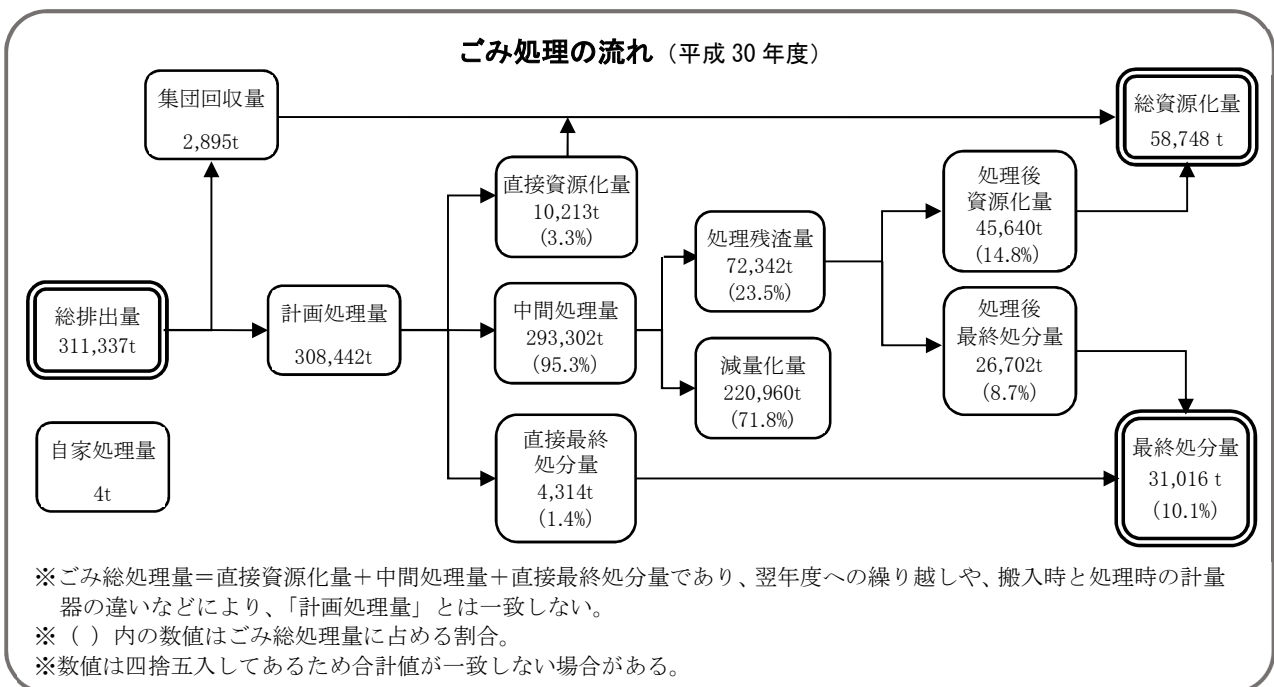 ごみ処理の流れ（平成 30 年度）
集団回収量
2,895t
総資源化量
58,748 t
直接資源化量
10,213t
(3.3%)
処理後
資源化量
45,640t
(14.8%)
処理残渣量
72,342t
(23.5%)
総排出量
311,337t
計画処理量
308,442t
中間処理量
293,302t
(95.3%)
処理後
最終処分量
26,702t
(8.7%)
減量化量
220,960t
(71.8%)
自家処理量
4t
直接最終
処分量
4,314t
(1.4%)
最終処分量
31,016 t
(10.1%)
※ごみ総処理量＝直接資源化量＋中間処理量＋直接最終処分量であり、翌年度への繰り越しや、搬入時と処理時の計量
器の違いなどにより、「計画処理量」とは一致しない。
※（ ）内の数値はごみ総処理量に占める割合。
※数値は四捨五入してあるため合計値が一致しない場合がある。